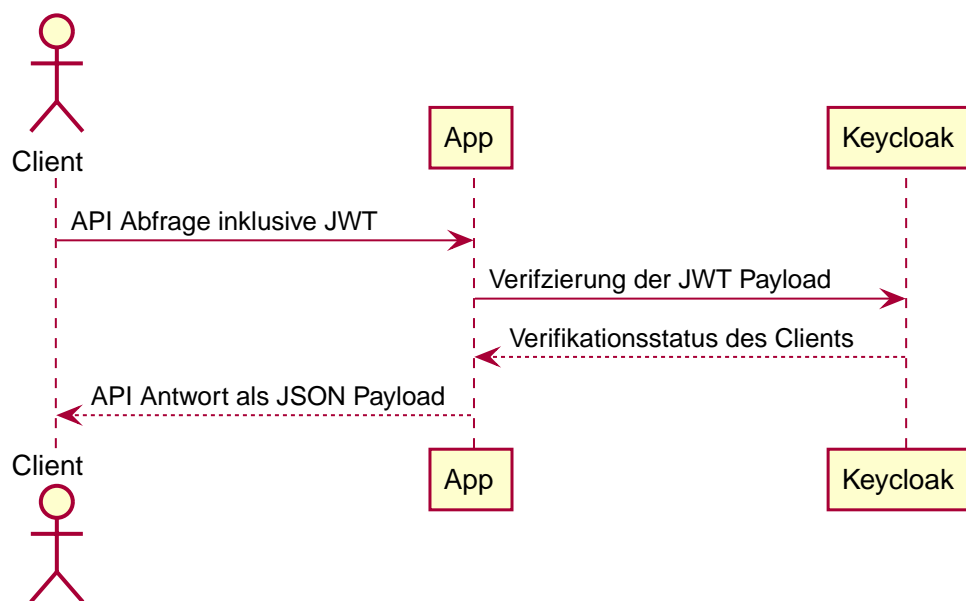 Client
App
Keycloak
API Abfrage inklusive JWT
Verifzierung der JWT Payload
Verifikationsstatus des Clients
API Antwort als JSON Payload
Client
App
Keycloak